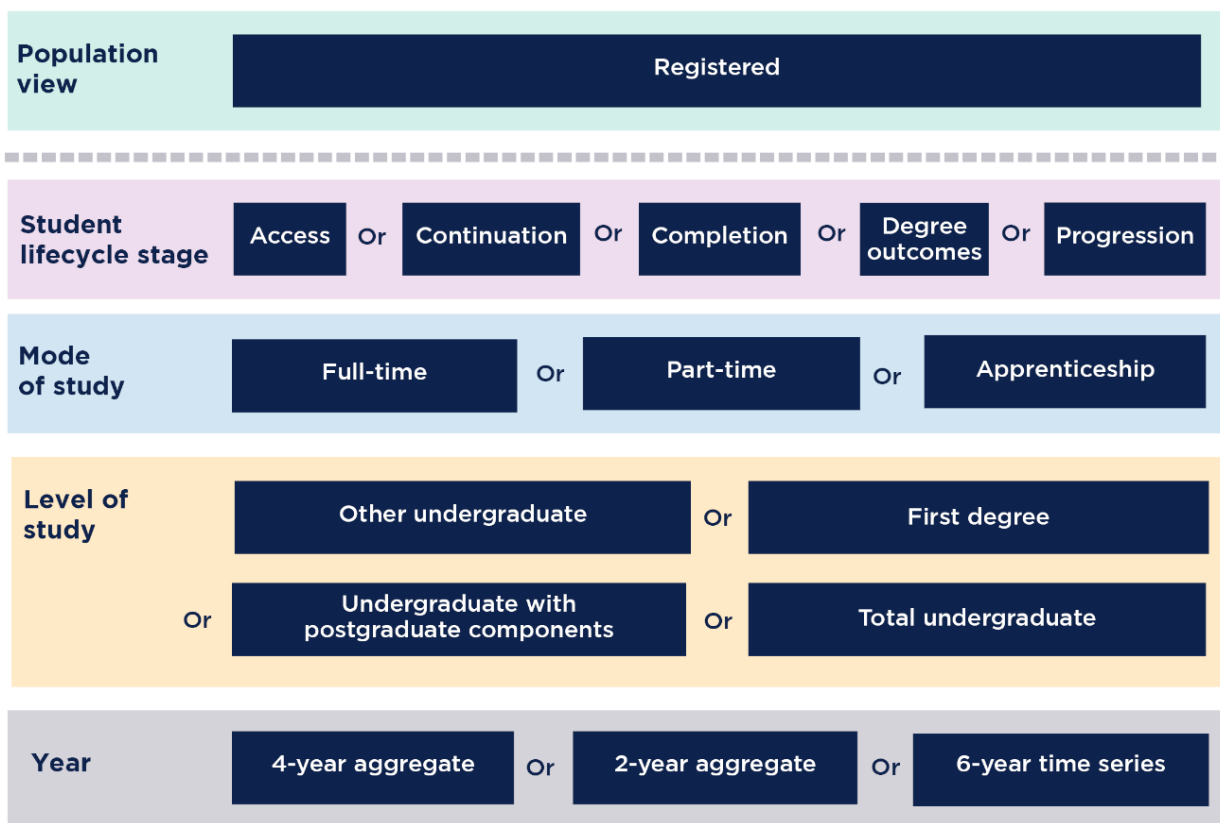 Population
view
Registered
Student
lifecycle stage
Access Or Continuation Or Completion Or Degree
outcomes Or Progression
Mode
of study
Full-time Or Part-time Or Apprenticeship
Level of
study
Other undergraduate Or First degree
Or Undergraduate with
postgraduate components Or Total undergraduate
Year
4-year aggregate Or 2-year aggregate Or 6-year time series